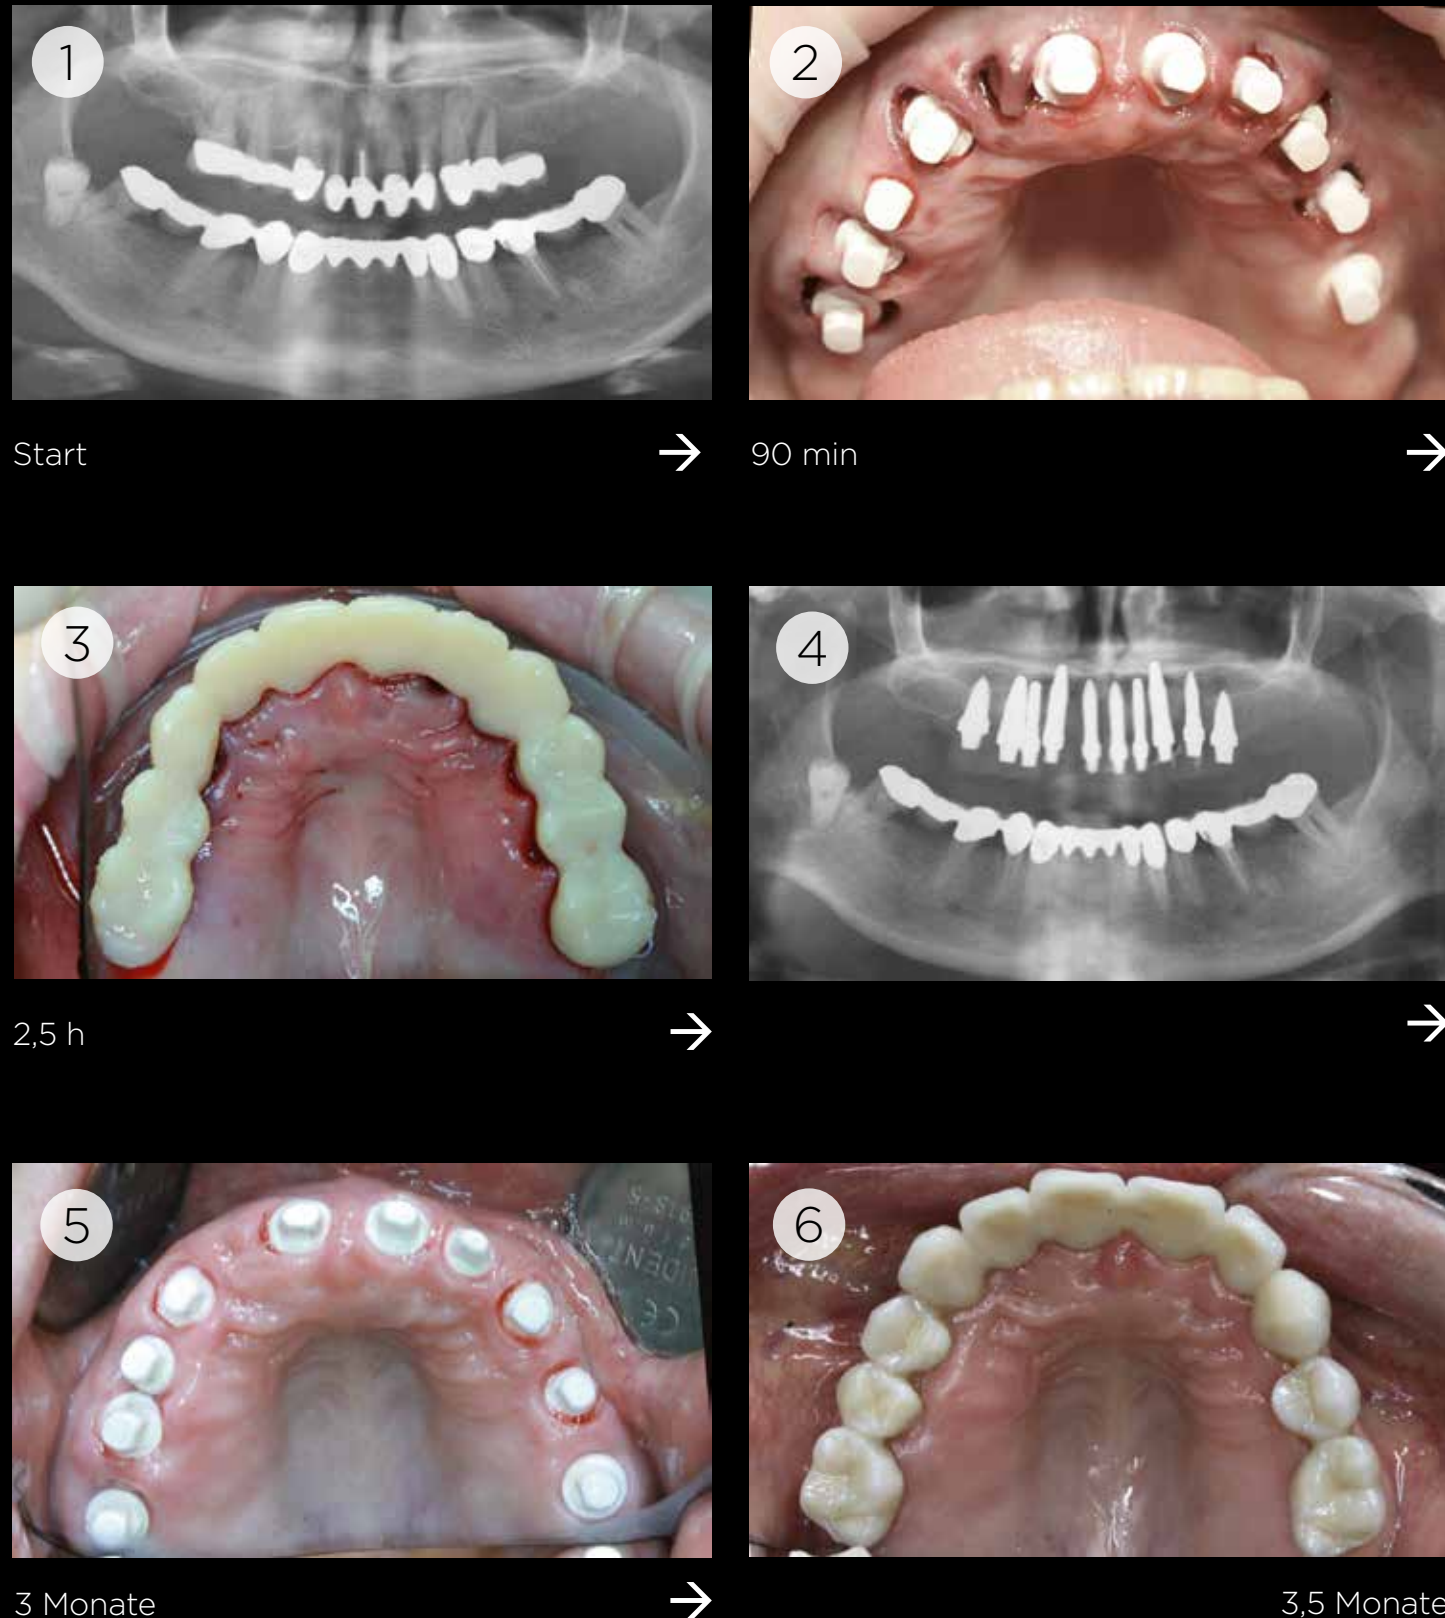 1
2
Start →
90 min →
3
4
2,5 h →
→
5
6
3 Monate →
3,5 Monate